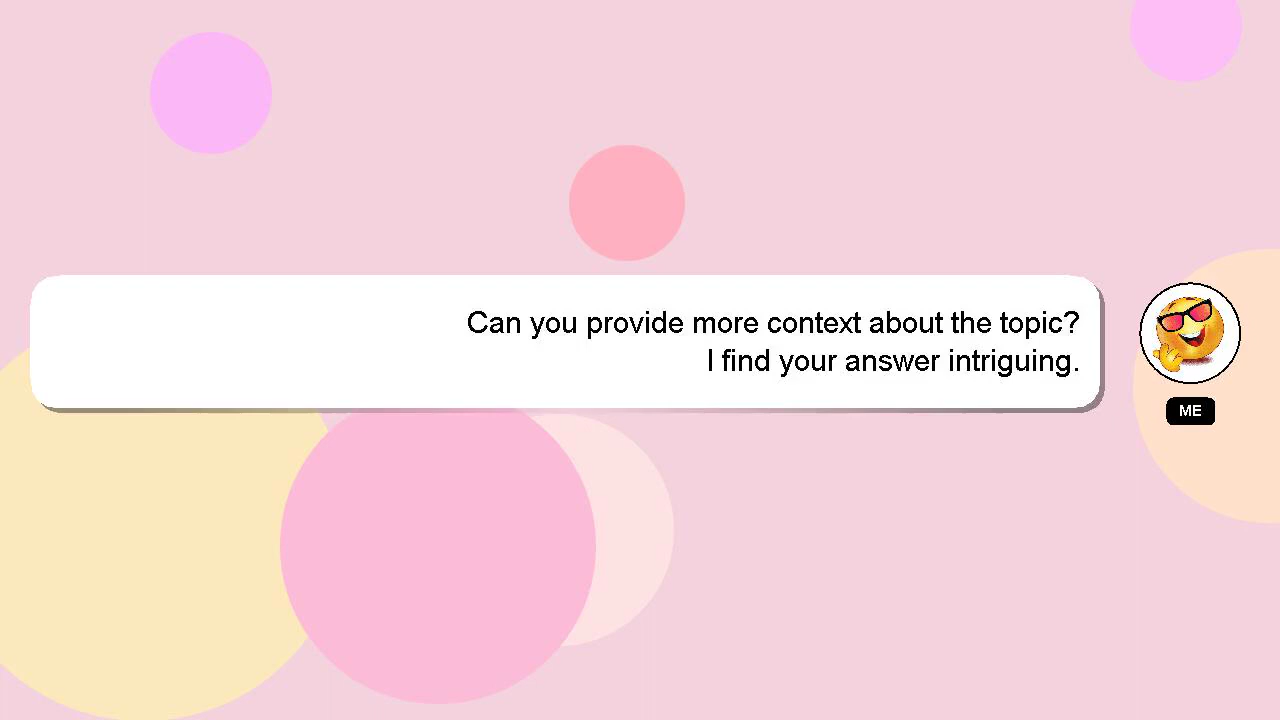 Can you provide more context about the topic?
I find your answer intriguing.
ME